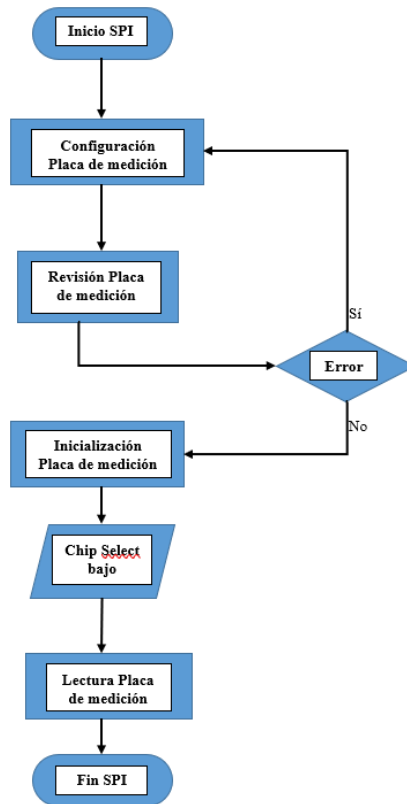 Inicio SPI
Configuración
Placa de medición
Revisión Placa
de medición
Sí
Error
No
Inicialización
Placa de medición
Chip Select
bajo
Lectura Placa
de medición
Fin SPI